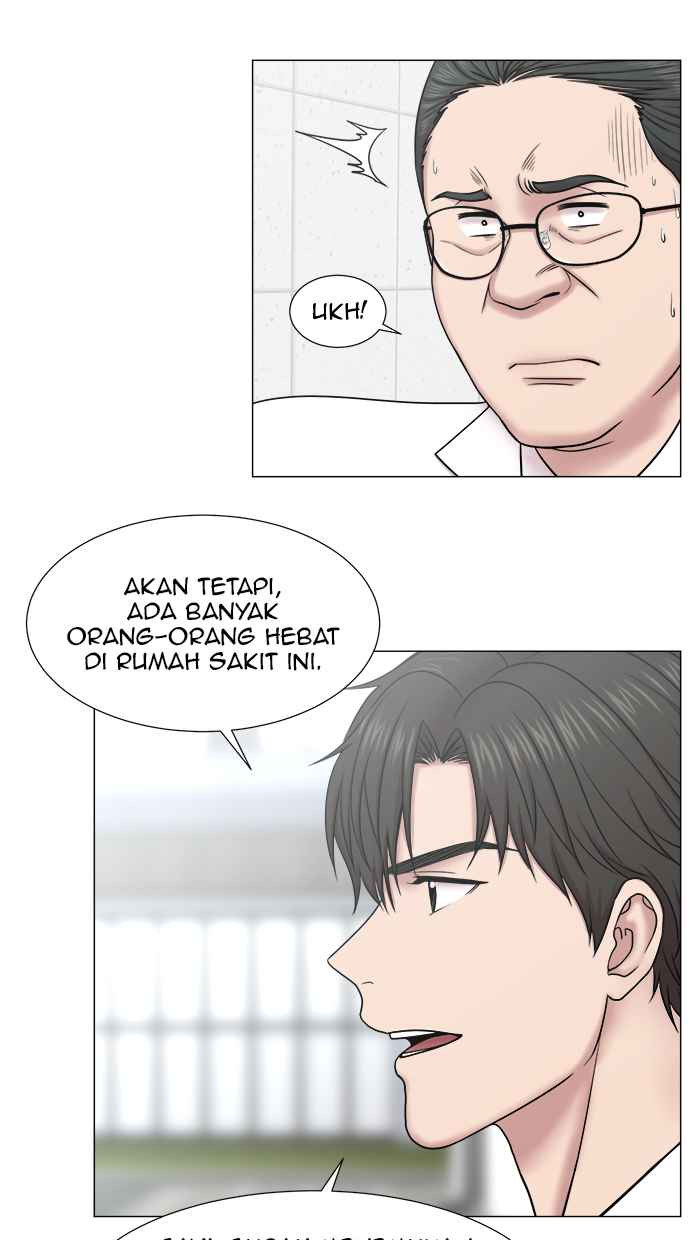 UKH!
AKAN TETAPI,
ADA BANYAK
ORANG-ORANG HEBAT
DI RUMAH SAKIT INI.